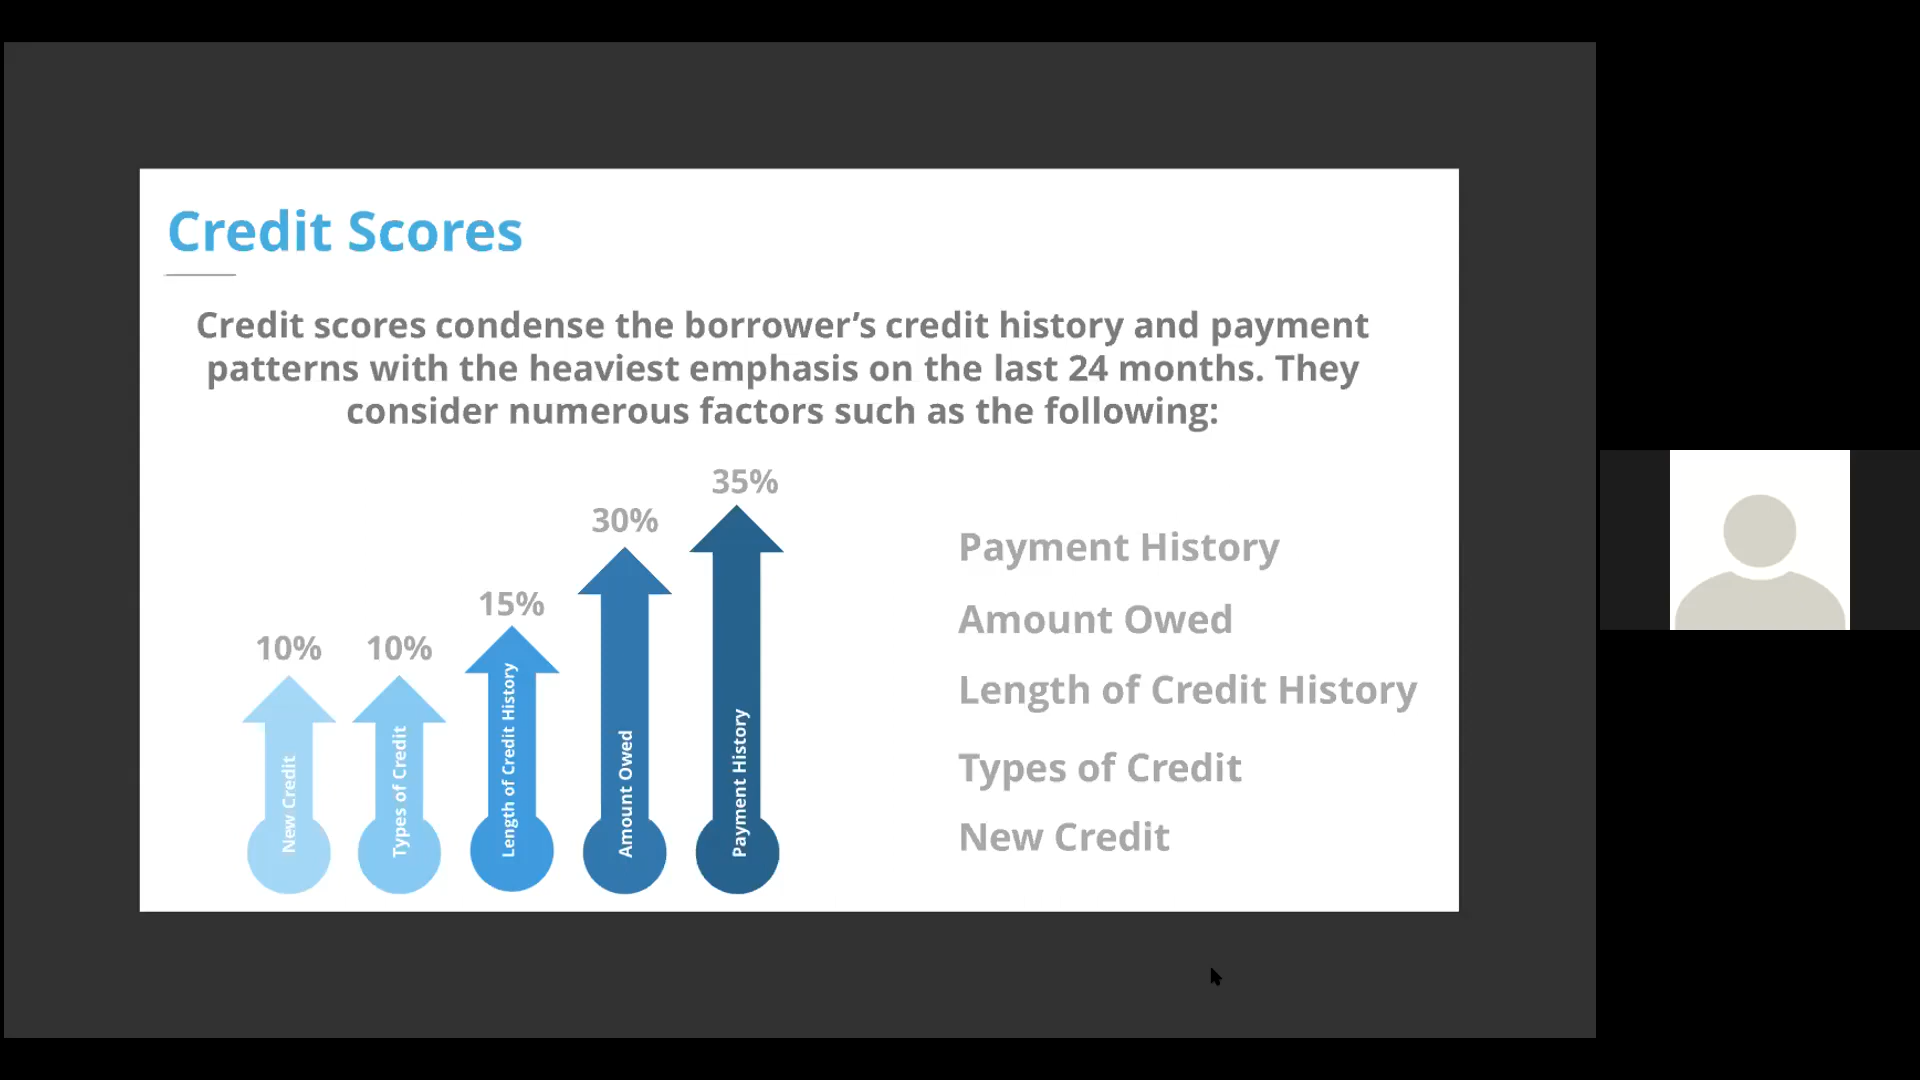 Credit Scores
Credit scores condense the borrower’s credit history and payment
patterns with the heaviest emphasis on the last 24 months. They
consider numerous factors such as the following:
10%
10%
15%
30%
35%
New Credit
Types of Credit
Length of Credit History
Amount Owed
Payment History
Payment History
Amount Owed
Length of Credit History
Types of Credit
New Credit